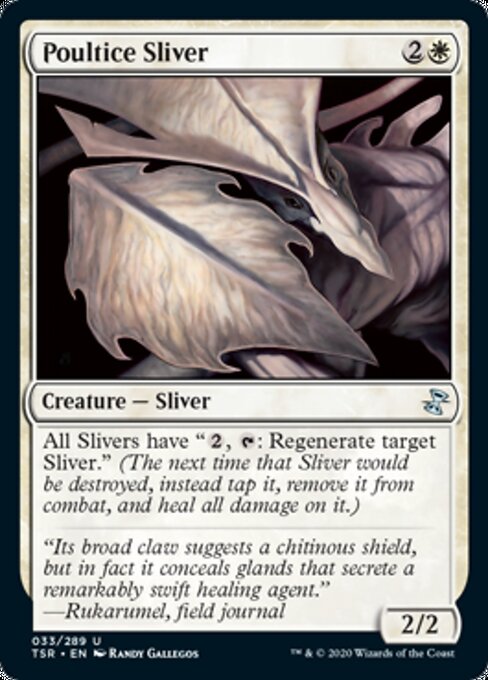 Poultice Sliver 2
Creature — Sliver
All Slivers have “2, : Regenerate target
Sliver.” (The next time that Sliver would
be destroyed, instead tap it, remove it from
combat, and heal all damage on it.)
“Its broad claw suggests a chitinous shield,
but in fact it conceals glands that secrete a
remarkably swift healing agent.”
—Rukarumel, field journal
2/2
033/289 U
TSR • EN Randy Gallegos ™ & © 2020 Wizards of the Coast